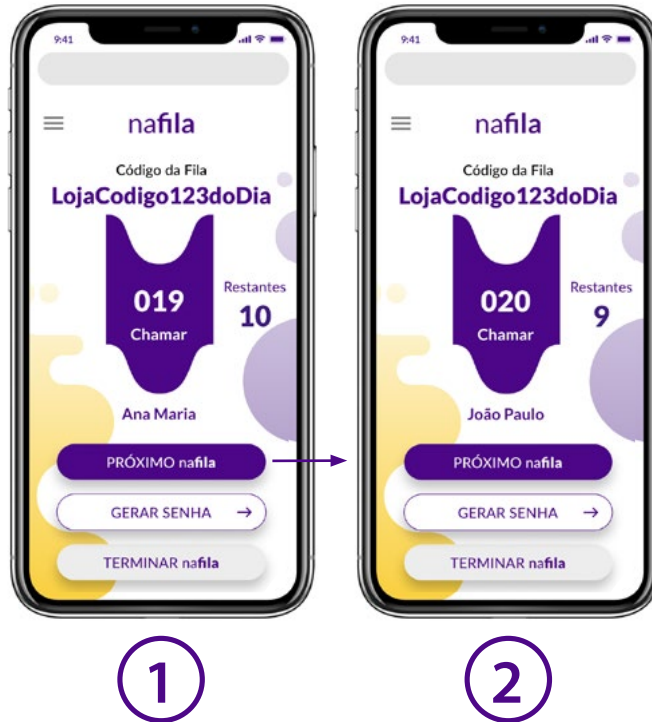 9:41
nafila
Código da Fila
LojaCodigo123doDia
019
Chamar
Restantes
10
Ana Maria
PRÓXIMO nafila
GERAR SENHA →
TERMINAR nafila
1
9:41
nafila
Código da Fila
LojaCodigo123doDia
020
Chamar
Restantes
9
João Paulo
PRÓXIMO nafila
GERAR SENHA →
TERMINAR nafila
2